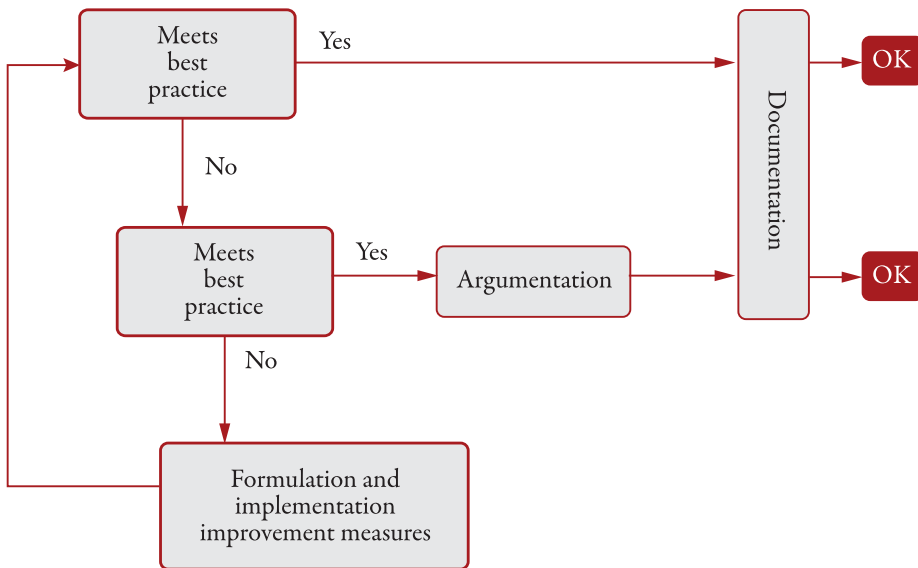 Meets
best
practice
Yes
OK
Documentation
No
Meets
best
practice
Yes
Argumentation
OK
No
Formulation and
implementation
improvement measures